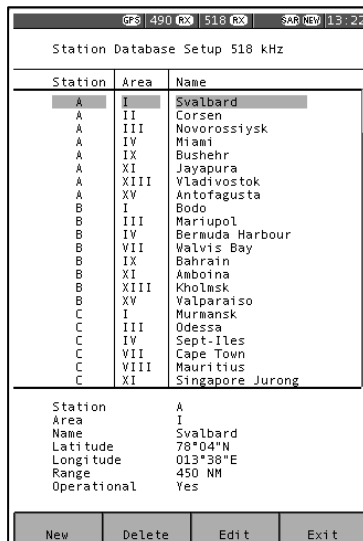 GPS 490 RX 518 RX SAR NEW 13:22
Station Database Setup 518 kHz
Station Area Name
A I Svalbard
A II Corsen
A III Novorossiysk
A IV Miami
A IX Bushehr
A XI Jayapura
A XIII Vladivostok
A XV Antofagusta
B I Bodo
B III Mariupol
B IV Bermuda Harbour
B VII Walvis Bay
B IX Bahrain
B XI Amboina
B XIII Kholmsk
B XV Valparaiso
C I Murmansk
C III Odessa
C IV Sept-Iles
C VII Cape Town
C VIII Mauritius
C XI Singapore Jurong
Station A
Area I
Name Svalbard
Latitude 78°04"N
Longitude 013°38"E
Range 450 NM
Operational Yes
New Delete Edit Exit